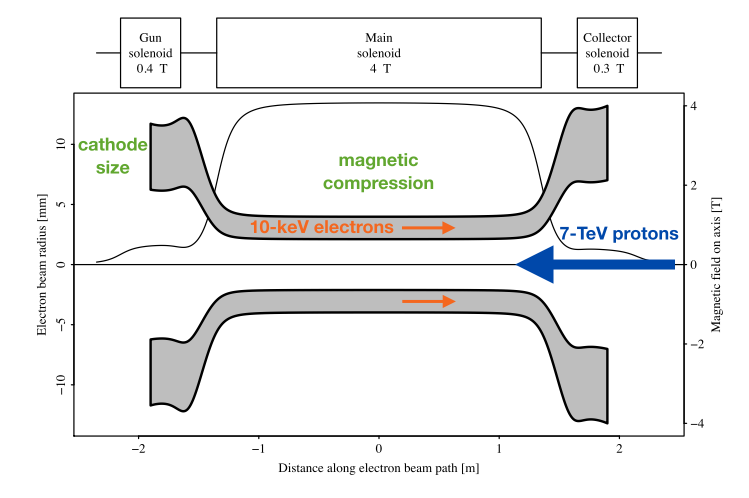 Gun
solenoid
0.4 T
Main
solenoid
4 T
Collector
solenoid
0.3 T
cathode
size
magnetic
compression
10-keV electrons
7-TeV protons
Electron beam radius [mm]
10
5
0
−5
−10
Magnetic field on axis [T]
4
2
0
−2
−4
−2
−1
0
1
2
Distance along electron beam path [m]